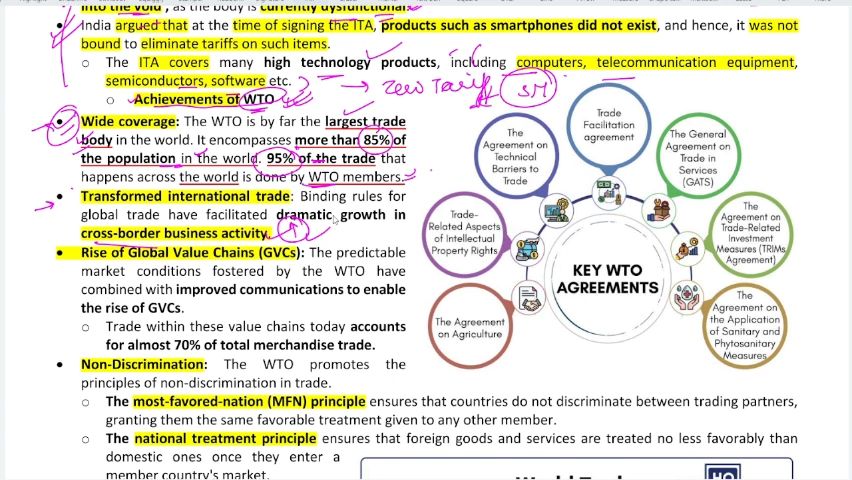 into the void, as the body is currently dysfunctional.
India argued that at the time of signing the ITA, products such as smartphones did not exist, and hence, it was not
bound to eliminate tariffs on such items.
o The ITA covers many high technology products, including computers, telecommunication equipment,
semiconductors, software etc.
→ Zero Tariff
SM
o Achievements of WTO
• Wide coverage: The WTO is by far the largest trade
body in the world. It encompasses more than 85% of
the population in the world. 95% of the trade that
happens across the world is done by WTO members.
• Transformed international trade: Binding rules for
global trade have facilitated dramatic growth in
cross-border business activity.
• Rise of Global Value Chains (GVCs): The predictable
market conditions fostered by the WTO have
combined with improved communications to enable
the rise of GVCs.
o Trade within these value chains today accounts
for almost 70% of total merchandise trade.
• Non-Discrimination: The WTO promotes the
principles of non-discrimination in trade.
o The most-favored-nation (MFN) principle ensures that countries do not discriminate between trading partners,
granting them the same favorable treatment given to any other member.
o The national treatment principle ensures that foreign goods and services are treated no less favorably than
domestic ones once they enter a
member country's market.
KEY WTO
AGREEMENTS
The Agreement on Agriculture
Trade-
Related Aspects
of Intellectual
Property Rights
The
Agreement on
Technical
Barriers to
Trade
Trade
Facilitation
agreement
The General
Agreement on
Trade in
Services
(GATS)
The
Agreement on
Trade-Related
Investment
Measures (TRIMs
Agreement)
The
Agreement on
the Application
of Sanitary and
Phytosanitary
Measures